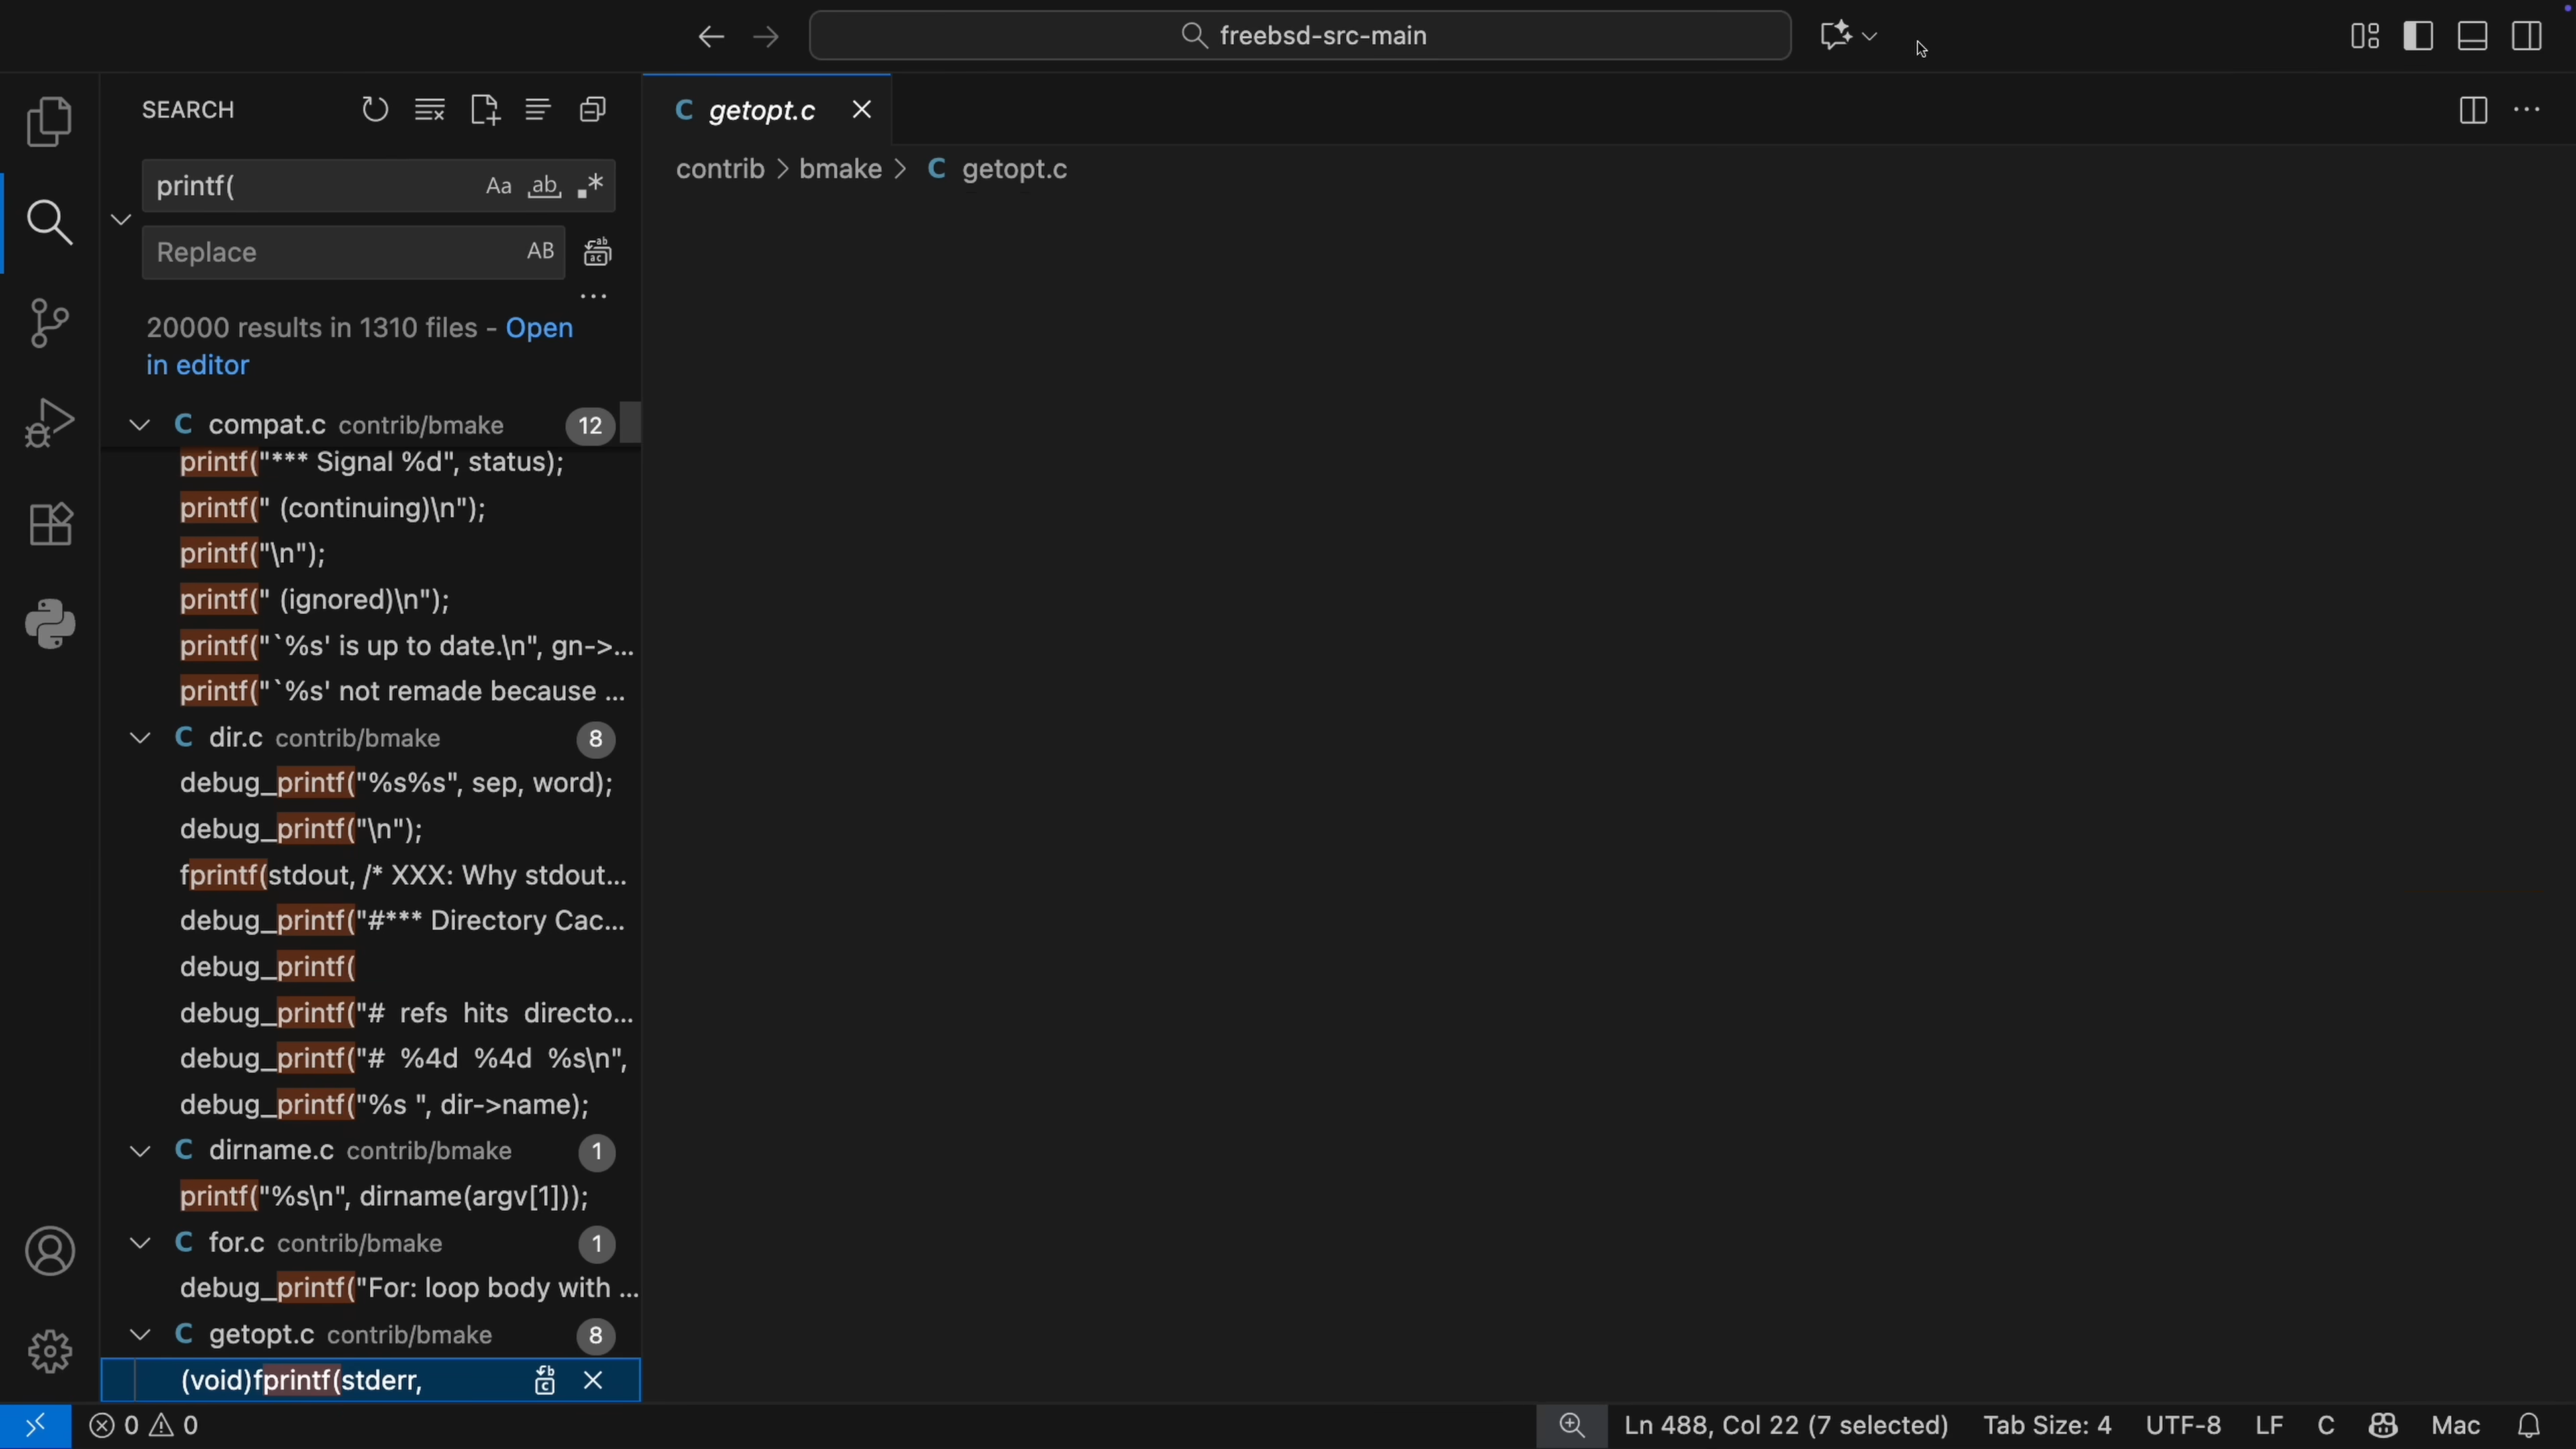 freebsd-src-main
SEARCH
printf(
Aa
ab
.*
Replace
AB
20000 results in 1310 files - Open
in editor
C compat.c contrib/bmake 12
printf("*** Signal %d", status);
printf(" (continuing)\n");
printf("\n");
printf(" (ignored)\n");
printf("`%s' is up to date.\n", gn->...
printf("`%s' not remade because ...
C dir.c contrib/bmake 8
debug_printf("%s%s", sep, word);
debug_printf("\n");
fprintf(stdout, /* XXX: Why stdout...
debug_printf("#*** Directory Cac...
debug_printf(
debug_printf("# refs hits directo...
debug_printf("# %4d %4d %s\n",
debug_printf("%s ", dir->name);
C dirname.c contrib/bmake 1
printf("%s\n", dirname(argv[1]));
C for.c contrib/bmake 1
debug_printf("For: loop body with ...
C getopt.c contrib/bmake 8
(void)fprintf(stderr,
C getopt.c
contrib > bmake > C getopt.c
0 0
Ln 488, Col 22 (7 selected) Tab Size: 4 UTF-8 LF C Mac